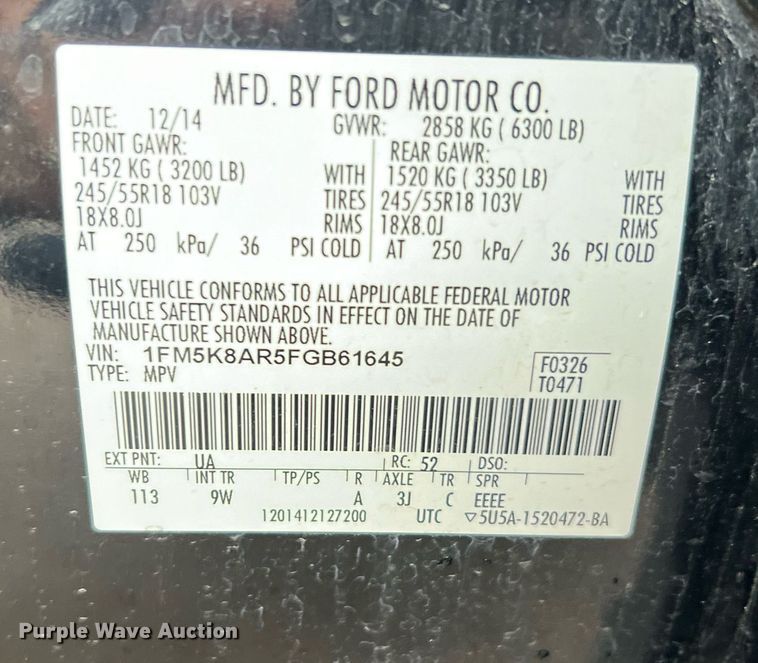 MFD. BY FORD MOTOR CO.
DATE: 12/14 GVWR: 2858 KG ( 6300 LB)
FRONT GAWR: REAR GAWR:
1452 KG ( 3200 LB) WITH 1520 KG ( 3350 LB) WITH
245/55R18 103V TIRES 245/55R18 103V TIRES
18X8.0J RIMS 18X8.0J RIMS
AT 250 kPa/ 36 PSI COLD AT 250 kPa/ 36 PSI COLD
THIS VEHICLE CONFORMS TO ALL APPLICABLE FEDERAL MOTOR
VEHICLE SAFETY STANDARDS IN EFFECT ON THE DATE OF
MANUFACTURE SHOWN ABOVE.
VIN: 1FM5K8AR5FGB61645 F0326
TYPE: MPV T0471
EXT PNT: UA RC: 52 DSO:
WB INT TR TP/PS R AXLE TR SPR
113 9W A 3J C EEEE
1201412127200 UTC ▽5U5A-1520472-BA
Purple Wave Auction